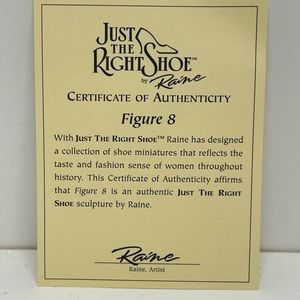 JUST
THE
RIGHT SHOE™
by Raine
CERTIFICATE OF AUTHENTICITY
Figure 8
With JUST THE RIGHT SHOE™ Raine has designed
a collection of shoe miniatures that reflects the
taste and fashion sense of women throughout
history. This Certificate of Authenticity affirms
that Figure 8 is an authentic JUST THE RIGHT
SHOE sculpture by Raine.
Raine
Raine, Artist